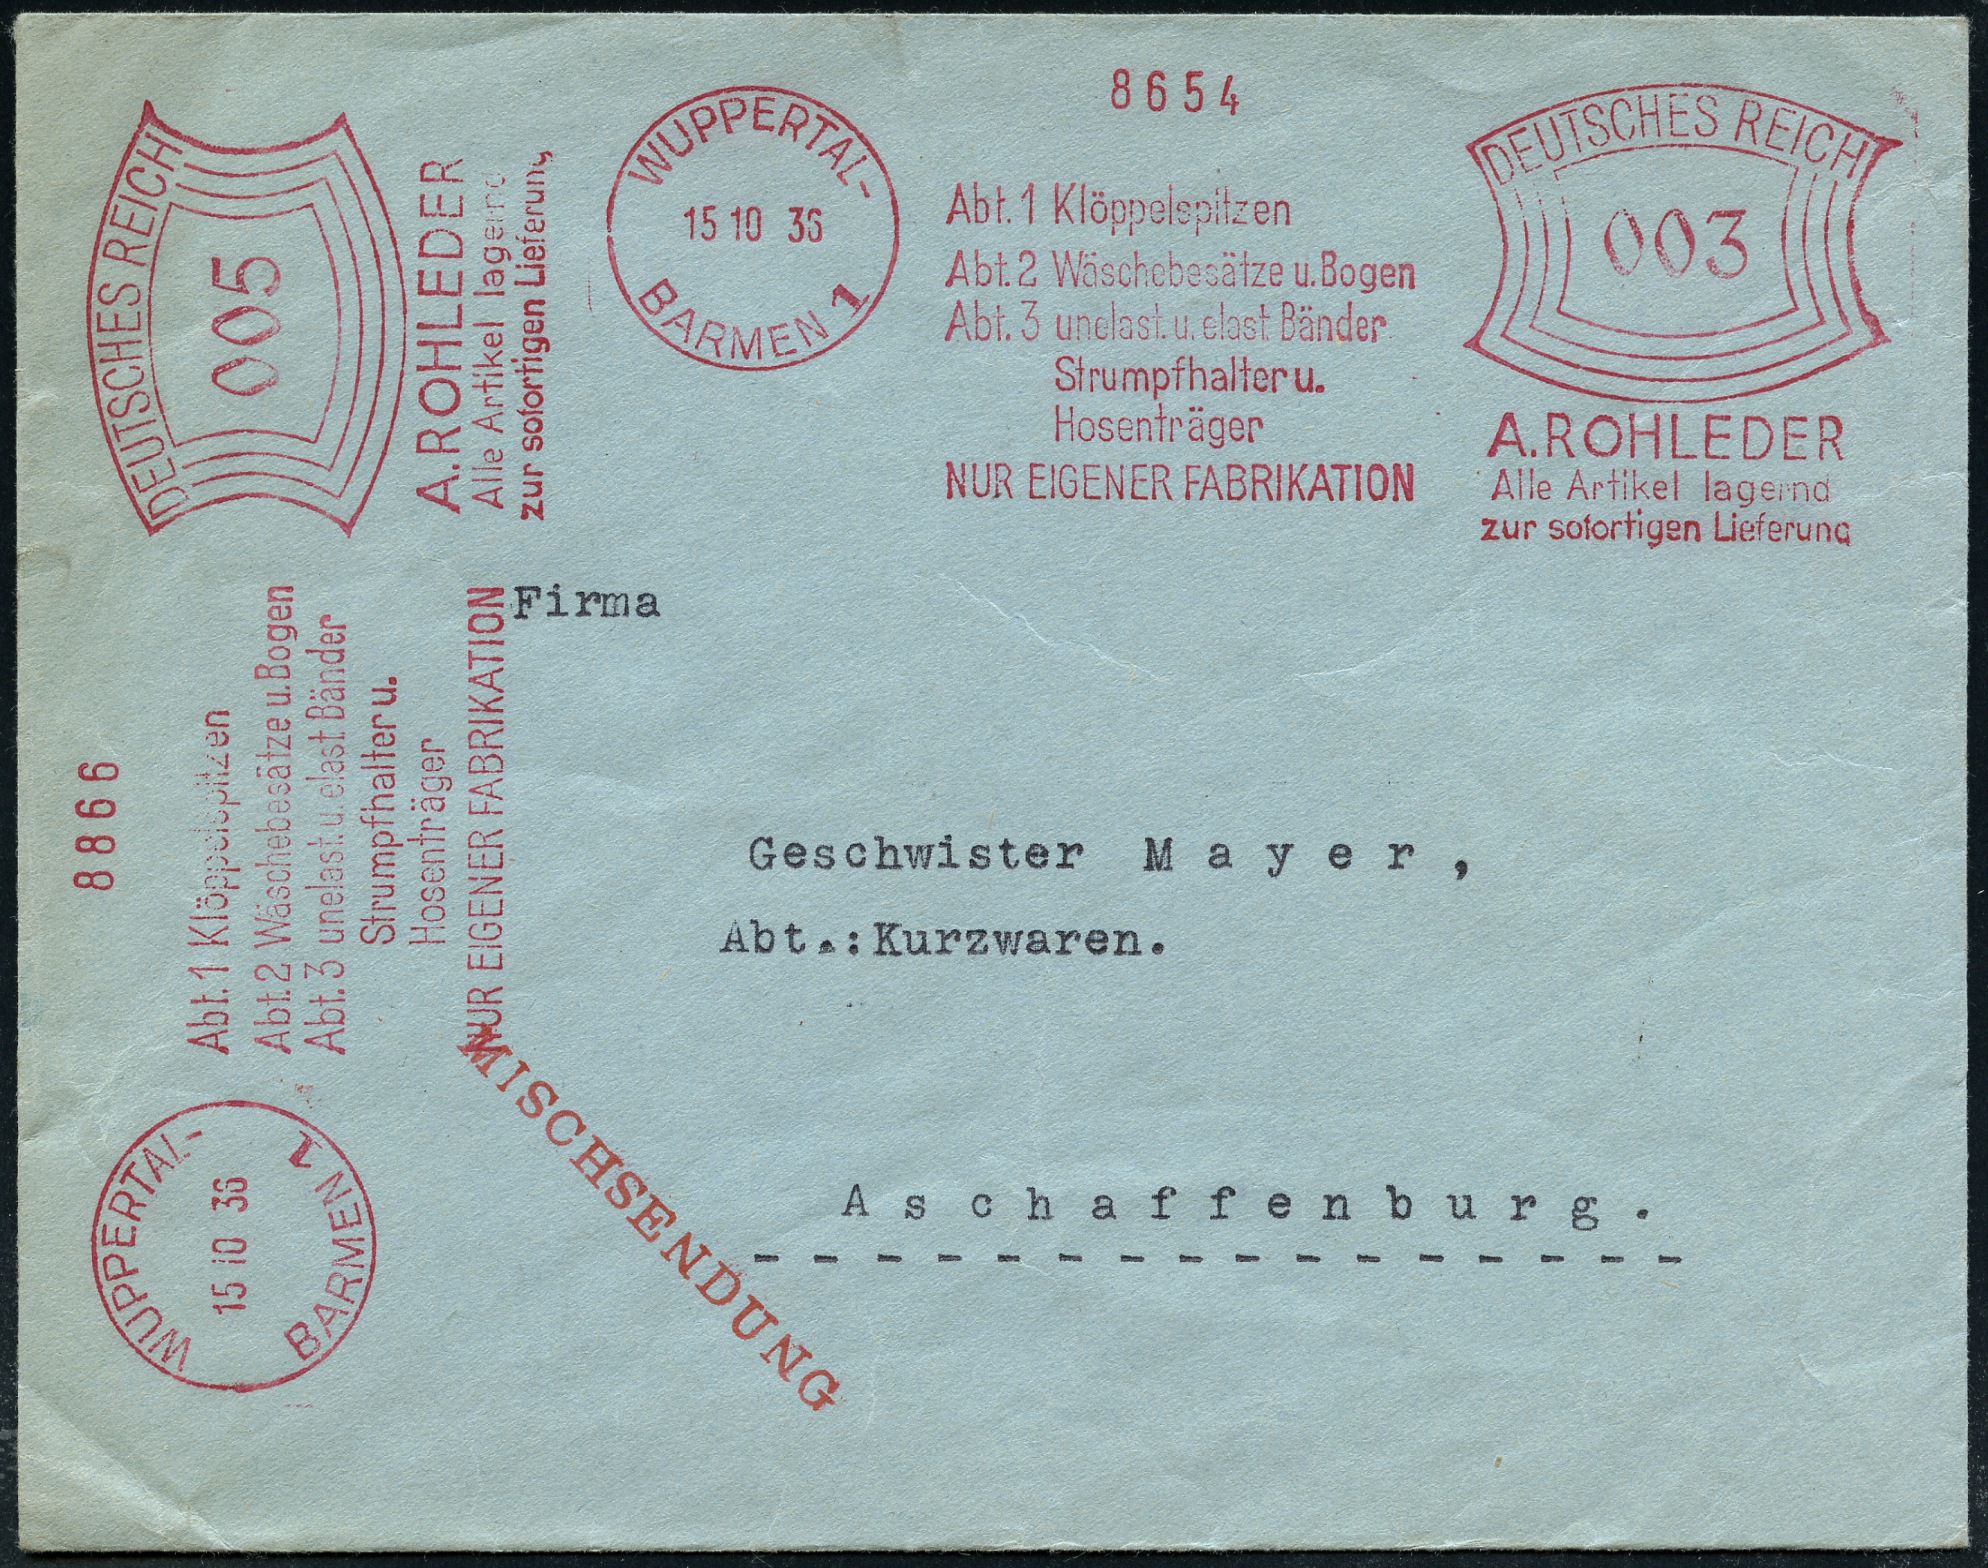 8654
WUPPERTAL-
15 10 36
BARMEN 1
Abt. 1 Klöppelspitzen
Abt. 2 Wäschebesätze u. Bogen
Abt. 3 unelast. u. elast. Bänder
Strumpfhalter u.
Hosenträger
NUR EIGENER FABRIKATION
DEUTSCHES REICH
003
A. ROHLEDER
Alle Artikel lagernd
zur sofortigen Lieferung
DEUTSCHES REICH
005
A. ROHLEDER
Alle Artikel lagernd
zur sofortigen Lieferung
8866
Abt. 1 Klöppelspitzen
Abt. 2 Wäschebesätze u. Bogen
Abt. 3 unelast. u. elast. Bänder
Strumpfhalter u.
Hosenträger
NUR EIGENER FABRIKATION
WUPPERTAL-
15 10 36
BARMEN 1
Firma
Geschwister M a y e r ,
Abt.:Kurzwaren.
MISCHSENDUNG
A s c h a f f e n b u r g .